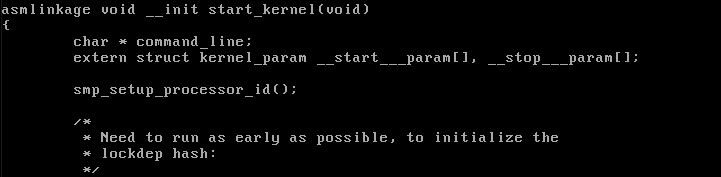 asmlinkage void __init start_kernel(void)
{
        char * command_line;
        extern struct kernel_param __start___param[], __stop___param[];

        smp_setup_processor_id();

        /*
         * Need to run as early as possible, to initialize the
         * lockdep hash:
         */